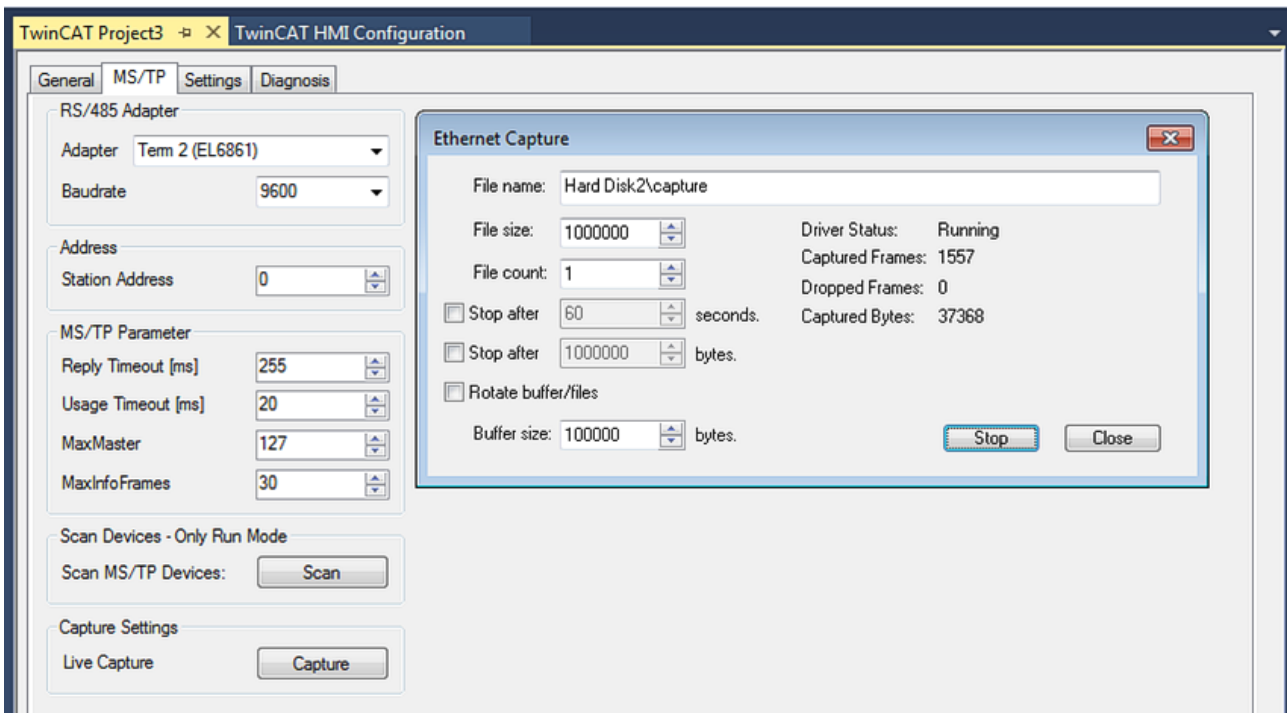 TwinCAT Project3 TwinCAT HMI Configuration
General MS/TP Settings Diagnosis
RS/485 Adapter
Adapter Term 2 (EL6861)
Baudrate 9600
Address
Station Address 0
MS/TP Parameter
Reply Timeout [ms] 255
Usage Timeout [ms] 20
MaxMaster 127
MaxInfoFrames 30
Scan Devices - Only Run Mode
Scan MS/TP Devices: Scan
Capture Settings
Live Capture Capture
Ethernet Capture
File name: Hard Disk2\capture
File size: 1000000
File count: 1
Stop after 60 seconds.
Stop after 1000000 bytes.
Rotate buffer/files
Buffer size: 100000 bytes.
Driver Status: Running
Captured Frames: 1557
Dropped Frames: 0
Captured Bytes: 37368
Stop Close